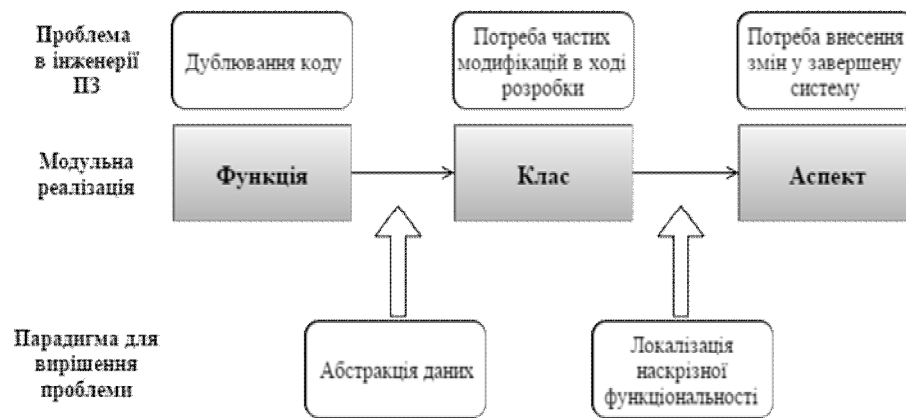 Проблема
в інженерії
ПЗ
Дублювання коду
Потреба частих
модифікацій в ході
розробки
Потреба внесення
змін у завершену
систему
Модульна
реалізація
Функція
Клас
Аспект
Парадигма для
вирішення
проблеми
Абстракція даних
Локалізація
наскрізної
функціональності